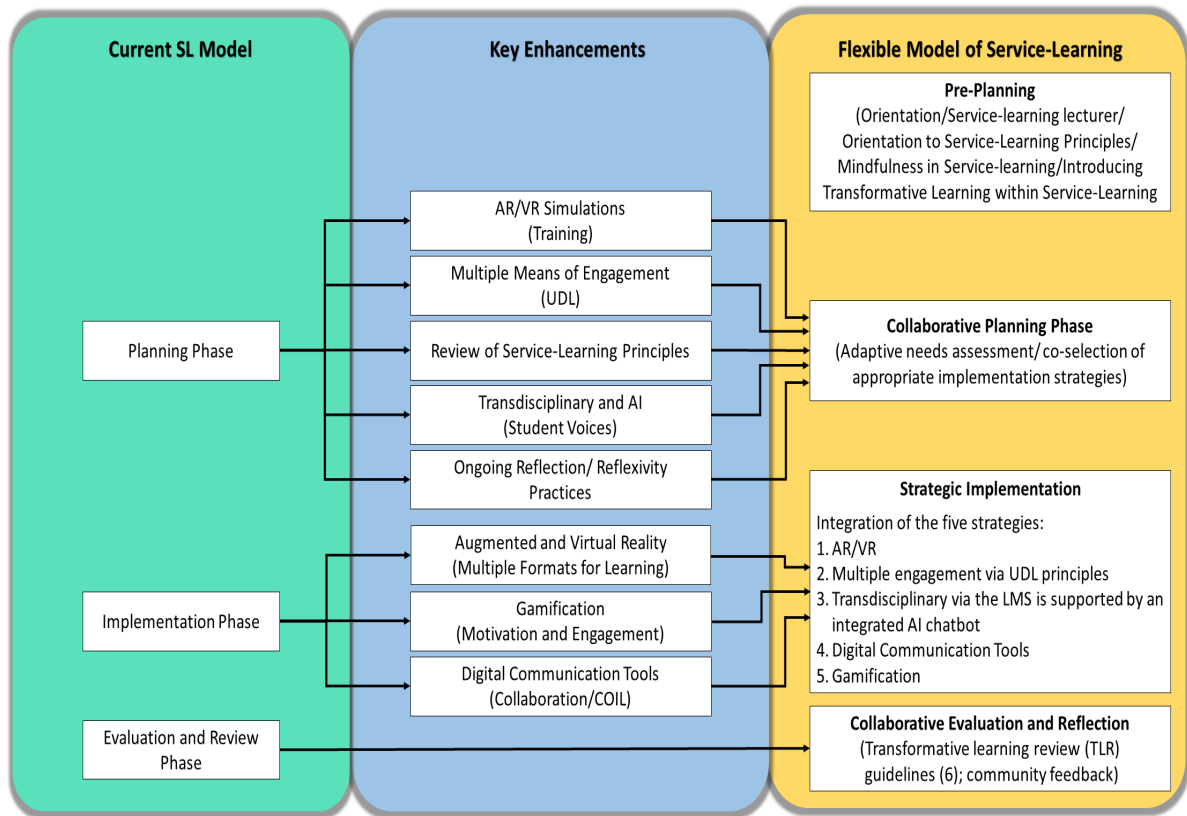 Current SL Model
Planning Phase
Implementation Phase
Evaluation and Review
Phase
Key Enhancements
AR/VR Simulations
(Training)
Multiple Means of Engagement
(UDL)
Review of Service-Learning Principles
Transdisciplinary and AI
(Student Voices)
Ongoing Reflection/ Reflexivity
Practices
Augmented and Virtual Reality
(Multiple Formats for Learning)
Gamification
(Motivation and Engagement)
Digital Communication Tools
(Collaboration/COIL)
Flexible Model of Service-Learning
Pre-Planning
(Orientation/Service-learning lecturer/
Orientation to Service-Learning Principles/
Mindfulness in Service-learning/Introducing
Transformative Learning within Service-Learning
Collaborative Planning Phase
(Adaptive needs assessment/ co-selection of
appropriate implementation strategies)
Strategic Implementation
Integration of the five strategies:
1. AR/VR
2. Multiple engagement via UDL principles
3. Transdisciplinary via the LMS is supported by an
integrated AI chatbot
4. Digital Communication Tools
5. Gamification
Collaborative Evaluation and Reflection
(Transformative learning review (TLR)
guidelines (6); community feedback)